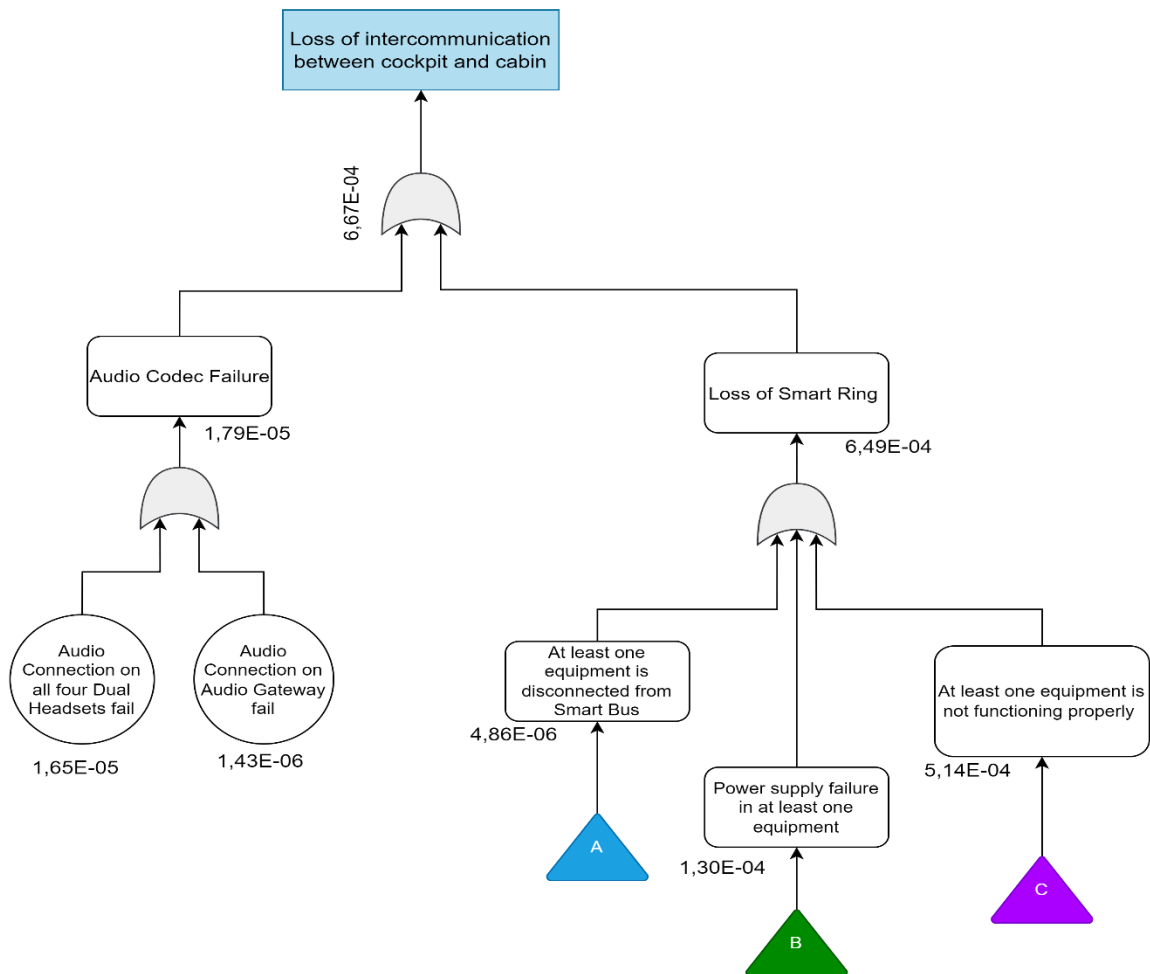 Loss of intercommunication
between cockpit and cabin
6,67E-04
Audio Codec Failure
1,79E-05
Loss of Smart Ring
6,49E-04
Audio
Connection on
all four Dual
Headsets fail
1,65E-05
Audio
Connection on
Audio Gateway
fail
1,43E-06
At least one
equipment is
disconnected from
Smart Bus
4,86E-06
A
Power supply failure
in at least one
equipment
1,30E-04
B
At least one equipment is
not functioning properly
5,14E-04
C